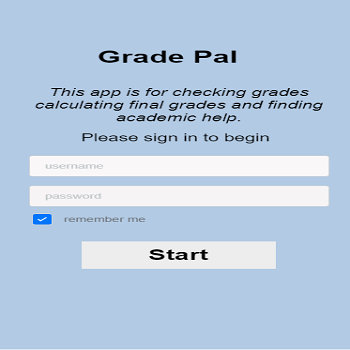 Grade Pal
This app is for checking grades
calculating final grades and finding
academic help.
Please sign in to begin
username
password
remember me
Start